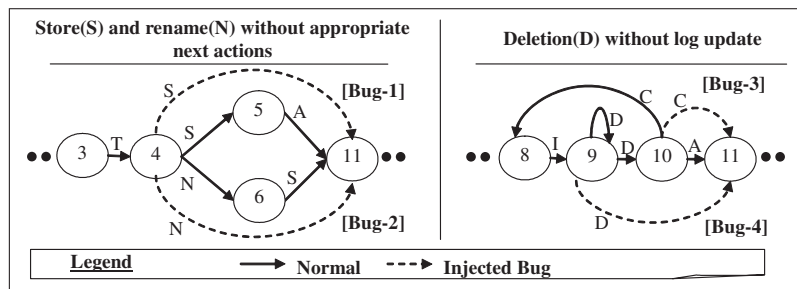 Store(S) and rename(N) without appropriate
next actions
Deletion(D) without log update
S
[Bug-1]
5
S
A
3
T
4
11
N
6
S
N
[Bug-2]
[Bug-3]
C
C
D
8
I
9
D
10
A
11
D
[Bug-4]
Legend
Normal
Injected Bug